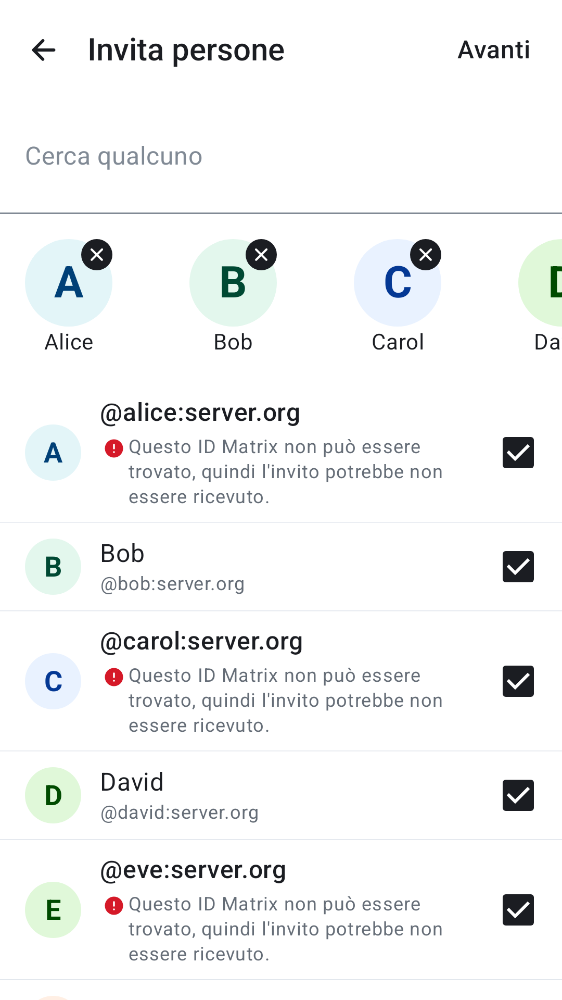 Invita persone
Avanti
Cerca qualcuno
A
B
C
D
Alice
Bob
Carol
Da
A
@alice:server.org
Questo ID Matrix non può essere
trovato, quindi l'invito potrebbe non
essere ricevuto.
B
Bob
@bob:server.org
C
@carol:server.org
Questo ID Matrix non può essere
trovato, quindi l'invito potrebbe non
essere ricevuto.
D
David
@david:server.org
E
@eve:server.org
Questo ID Matrix non può essere
trovato, quindi l'invito potrebbe non
essere ricevuto.